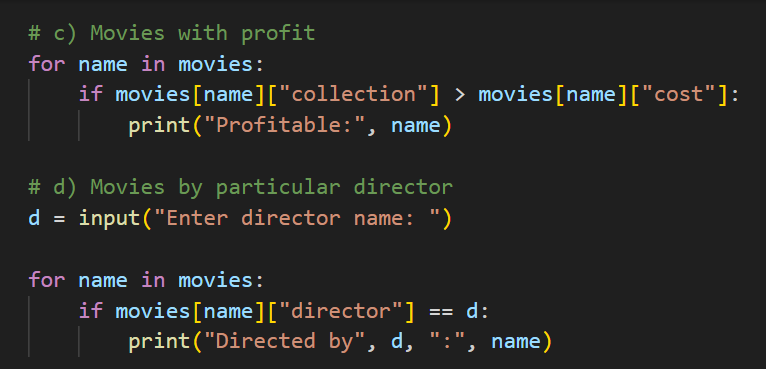 # c) Movies with profit
for name in movies:
    if movies[name]["collection"] > movies[name]["cost"]:
        print("Profitable:", name)

# d) Movies by particular director
d = input("Enter director name: ")

for name in movies:
    if movies[name]["director"] == d:
        print("Directed by", d, ":", name)